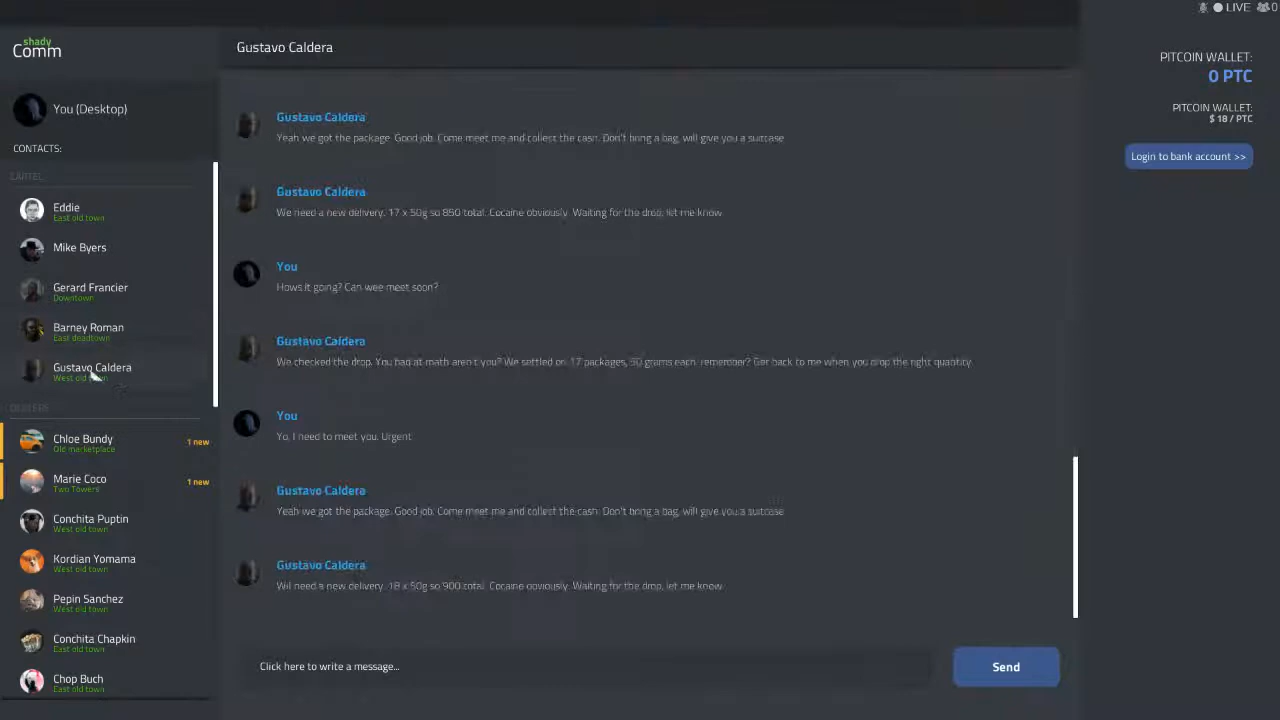 LIVE 0
shady
Comm
You (Desktop)
CONTACTS:
CARTEL
Eddie
East old town
Mike Byers
Gerard Francier
Downtown
Barney Roman
East deadtown
Gustavo Caldera
West old town
DEALERS
Chloe Bundy
Old marketplace
1 new
Marie Coco
Two Towers
1 new
Conchita Puptin
West old town
Kordian Yomama
West old town
Pepin Sanchez
West old town
Conchita Chapkin
East old town
Chop Buch
East old town
Gustavo Caldera
Gustavo Caldera
Yeah we got the package. Good job. Come meet me and collect the cash. Don't bring a bag, will give you a suitcase
Gustavo Caldera
We need a new delivery. 17 x 50g so 850 total. Cocaine obviously. Waiting for the drop, let me know
You
Hows it going? Can wee meet soon?
Gustavo Caldera
We checked the drop. You bad at math aren't you? We settled on 17 packages, 50 grams each. remember? Get back to me when you drop the right quantity
You
Yo, I need to meet you. Urgent
Gustavo Caldera
Yeah we got the package. Good job. Come meet me and collect the cash. Don't bring a bag, will give you a suitcase
Gustavo Caldera
Wil need a new delivery. 18 x 50g so 900 total. Cocaine obviously. Waiting for the drop, let me know
Click here to write a message...
Send
PITCOIN WALLET:
0 PTC
PITCOIN WALLET:
$ 18 / PTC
Login to bank account >>